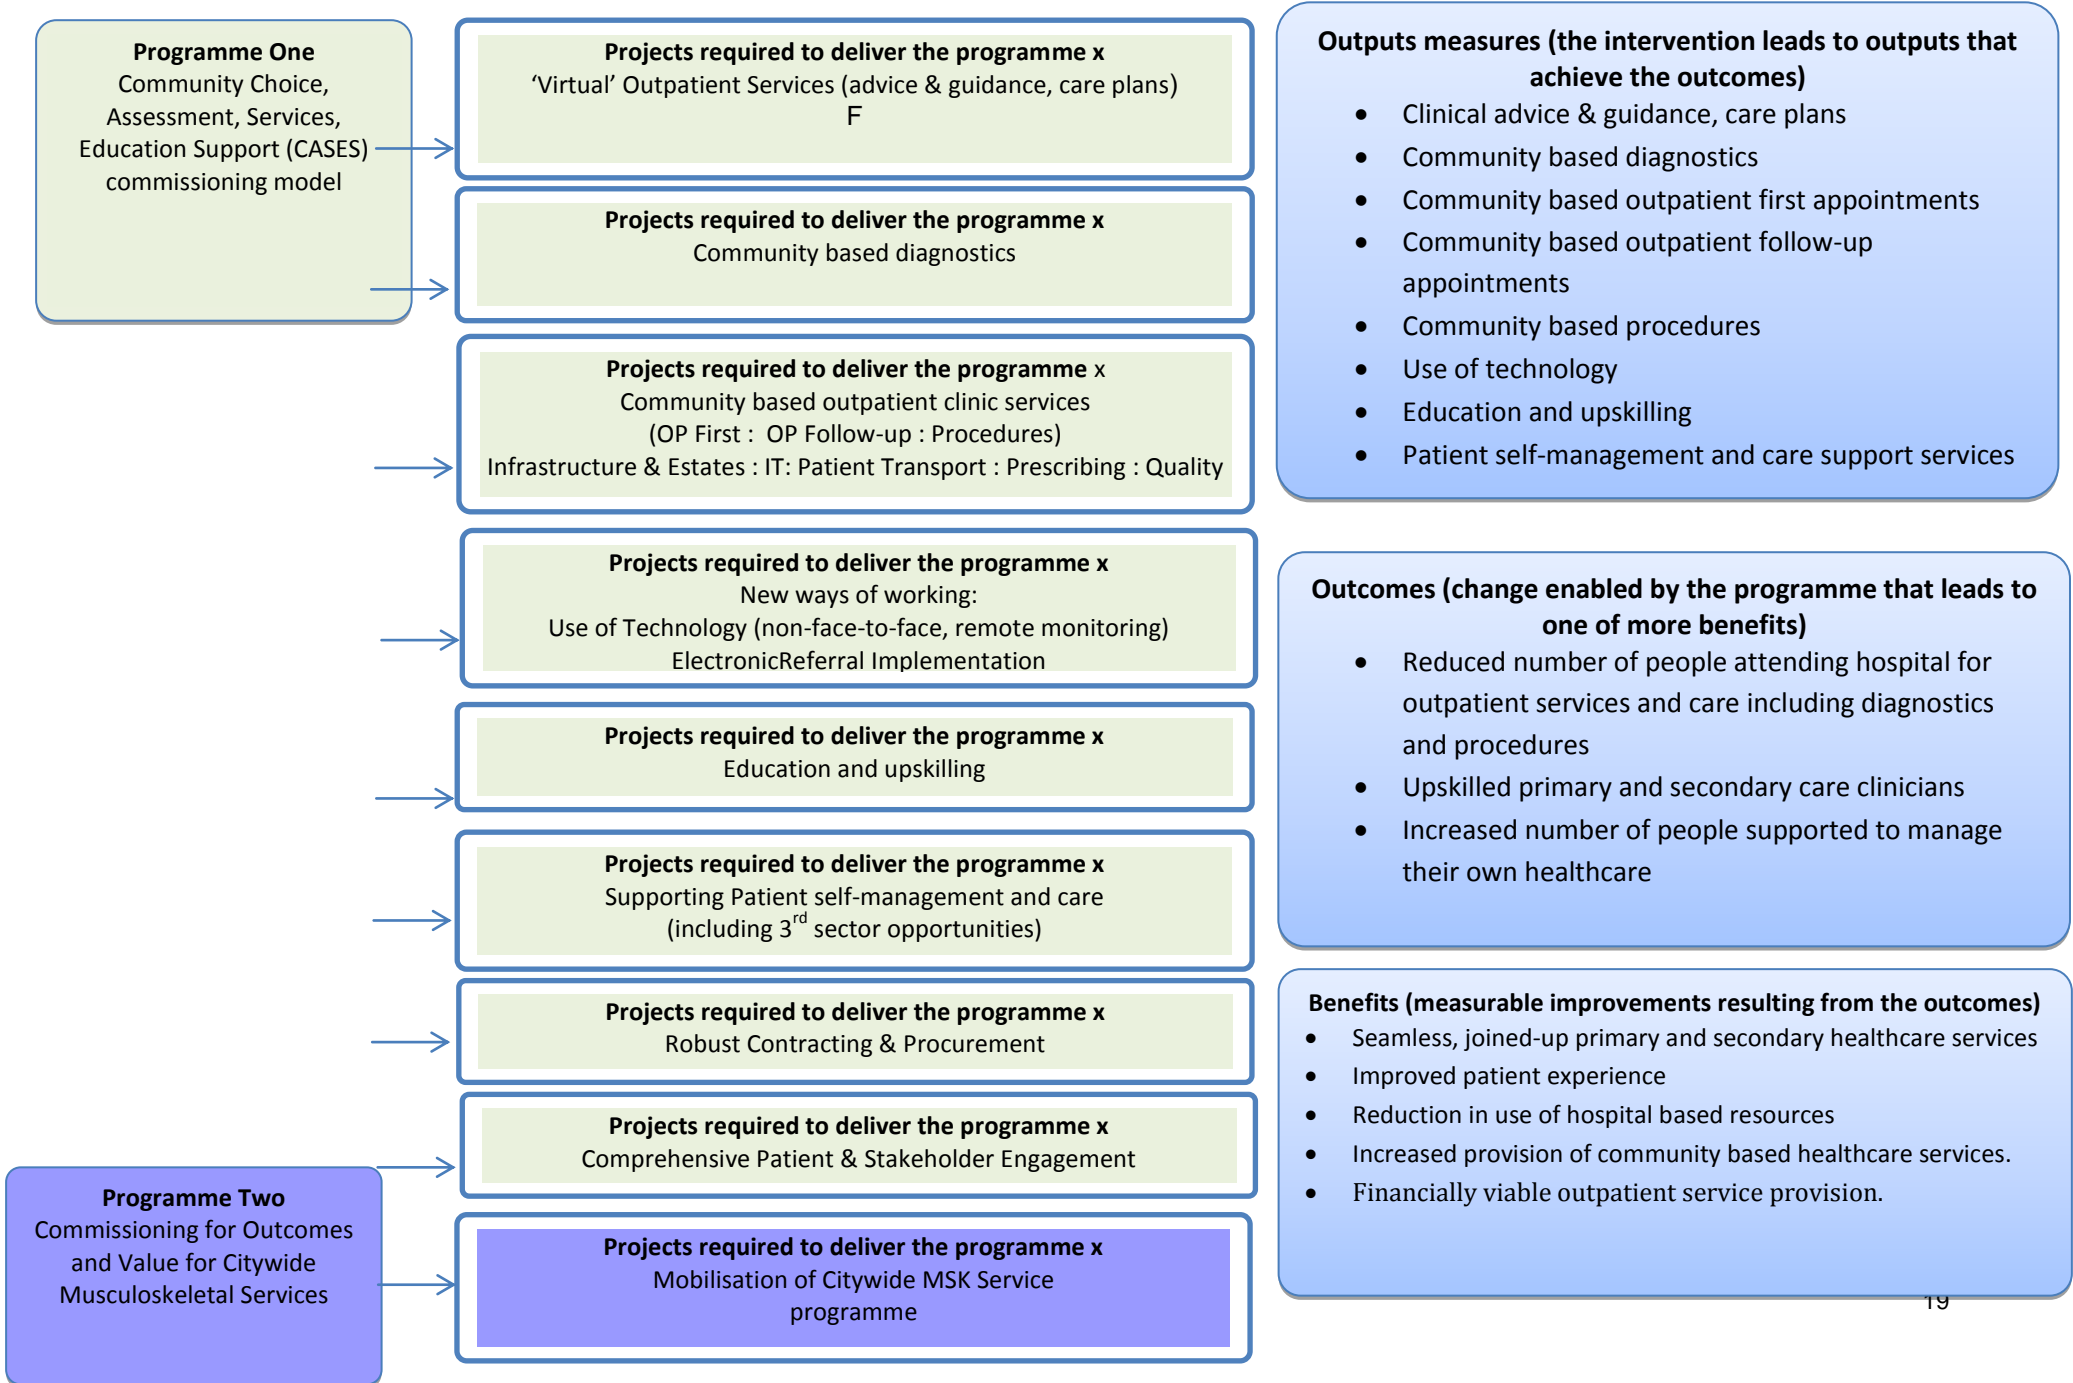 Programme One
Community Choice,
Assessment, Services,
Education Support (CASES)
commissioning model
Projects required to deliver the programme x
‘Virtual’ Outpatient Services (advice & guidance, care plans)
F
Projects required to deliver the programme x
Community based diagnostics
Projects required to deliver the programme x
Community based outpatient clinic services
(OP First : OP Follow-up : Procedures)
Infrastructure & Estates : IT: Patient Transport : Prescribing : Quality
Projects required to deliver the programme x
New ways of working:
Use of Technology (non-face-to-face, remote monitoring)
ElectronicReferral Implementation
Projects required to deliver the programme x
Education and upskilling
Projects required to deliver the programme x
Supporting Patient self-management and care
(including 3rd sector opportunities)
Projects required to deliver the programme x
Robust Contracting & Procurement
Projects required to deliver the programme x
Comprehensive Patient & Stakeholder Engagement
Programme Two
Commissioning for Outcomes
and Value for Citywide
Musculoskeletal Services
Projects required to deliver the programme x
Mobilisation of Citywide MSK Service
programme
Outputs measures (the intervention leads to outputs that
achieve the outcomes)
• Clinical advice & guidance, care plans
• Community based diagnostics
• Community based outpatient first appointments
• Community based outpatient follow-up
appointments
• Community based procedures
• Use of technology
• Education and upskilling
• Patient self-management and care support services
Outcomes (change enabled by the programme that leads to
one of more benefits)
• Reduced number of people attending hospital for
outpatient services and care including diagnostics
and procedures
• Upskilled primary and secondary care clinicians
• Increased number of people supported to manage
their own healthcare
Benefits (measurable improvements resulting from the outcomes)
• Seamless, joined-up primary and secondary healthcare services
• Improved patient experience
• Reduction in use of hospital based resources
• Increased provision of community based healthcare services.
• Financially viable outpatient service provision.
19